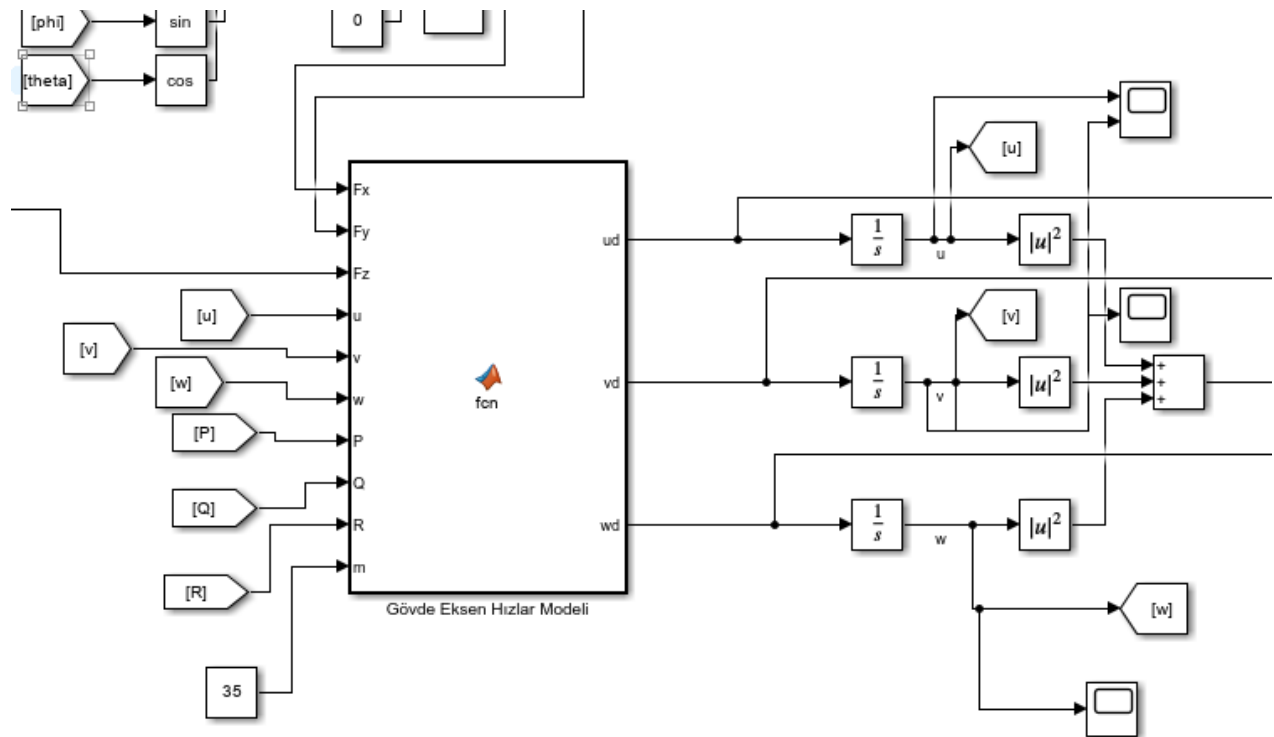 [phi]
sin
0
[theta]
cos
[u]
Fx
Fy
ud
1
s
|u|²
u
Fz
[u]
u
[v]
[v]
v
+
[w]
w
fcn
vd
1
s
|u|²
v
+
+
[P]
P
[Q]
Q
R
wd
1
s
|u|²
w
[R]
m
Gövde Eksen Hızlar Modeli
[w]
35